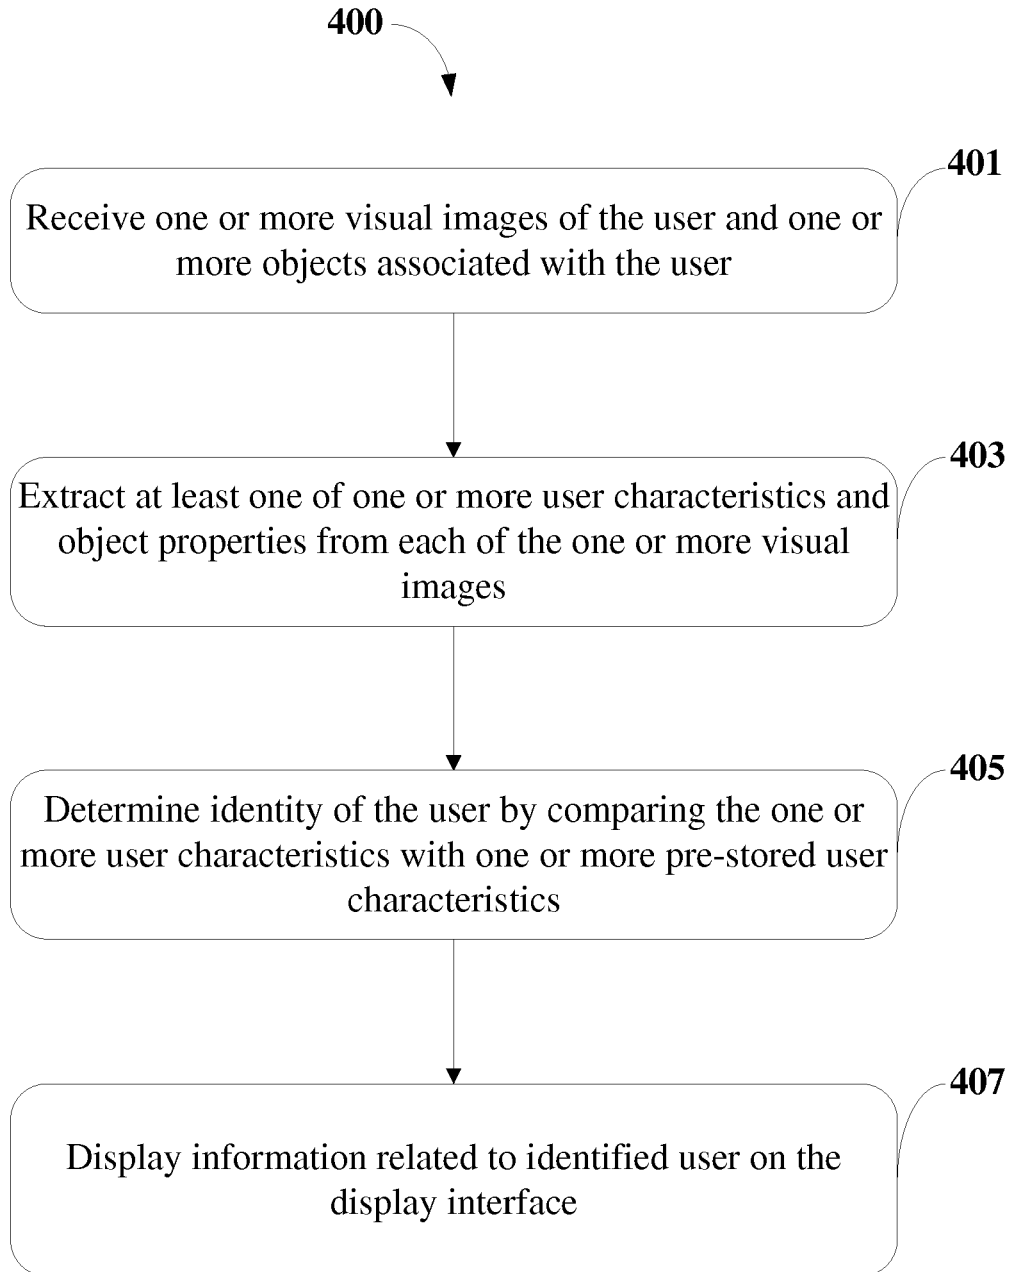 400
401
Receive one or more visual images of the user and one or
more objects associated with the user
403
Extract at least one of one or more user characteristics and
object properties from each of the one or more visual
images
405
Determine identity of the user by comparing the one or
more user characteristics with one or more pre-stored user
characteristics
407
Display information related to identified user on the
display interface